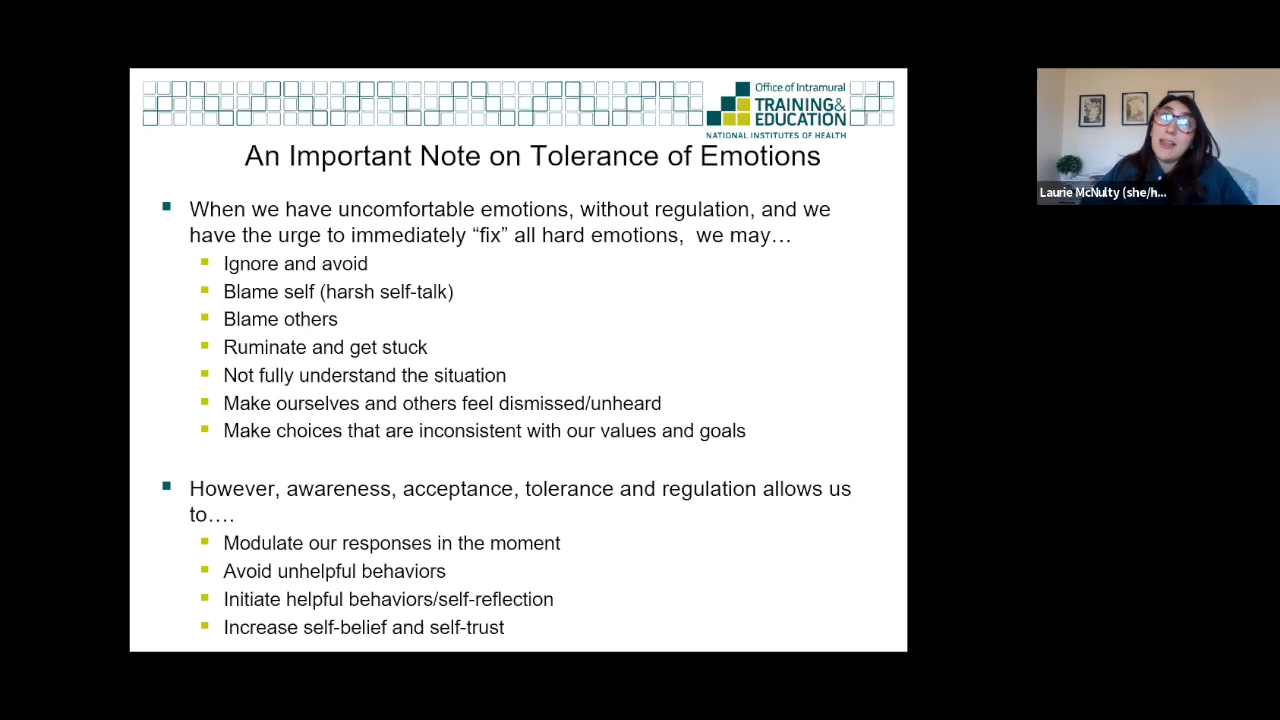 Office of Intramural
TRAINING&
EDUCATION
NATIONAL INSTITUTES OF HEALTH
An Important Note on Tolerance of Emotions
When we have uncomfortable emotions, without regulation, and we
have the urge to immediately “fix” all hard emotions, we may…
Ignore and avoid
Blame self (harsh self-talk)
Blame others
Ruminate and get stuck
Not fully understand the situation
Make ourselves and others feel dismissed/unheard
Make choices that are inconsistent with our values and goals
However, awareness, acceptance, tolerance and regulation allows us
to….
Modulate our responses in the moment
Avoid unhelpful behaviors
Initiate helpful behaviors/self-reflection
Increase self-belief and self-trust
Laurie McNulty (she/h...